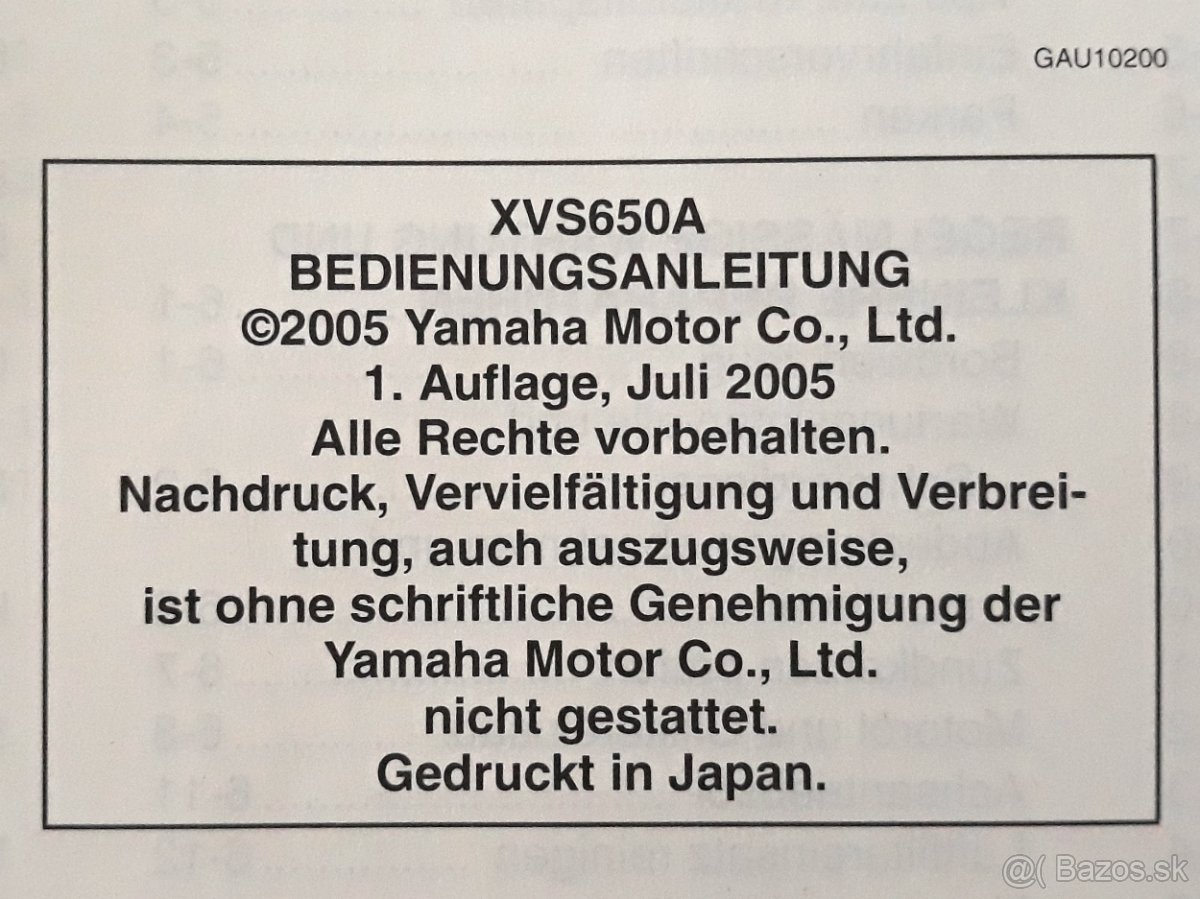 GAU10200
XVS650A
BEDIENUNGSANLEITUNG
©2005 Yamaha Motor Co., Ltd.
1. Auflage, Juli 2005
Alle Rechte vorbehalten.
Nachdruck, Vervielfältigung und Verbrei-
tung, auch auszugsweise,
ist ohne schriftliche Genehmigung der
Yamaha Motor Co., Ltd.
nicht gestattet.
Gedruckt in Japan.
@( Bazos.sk